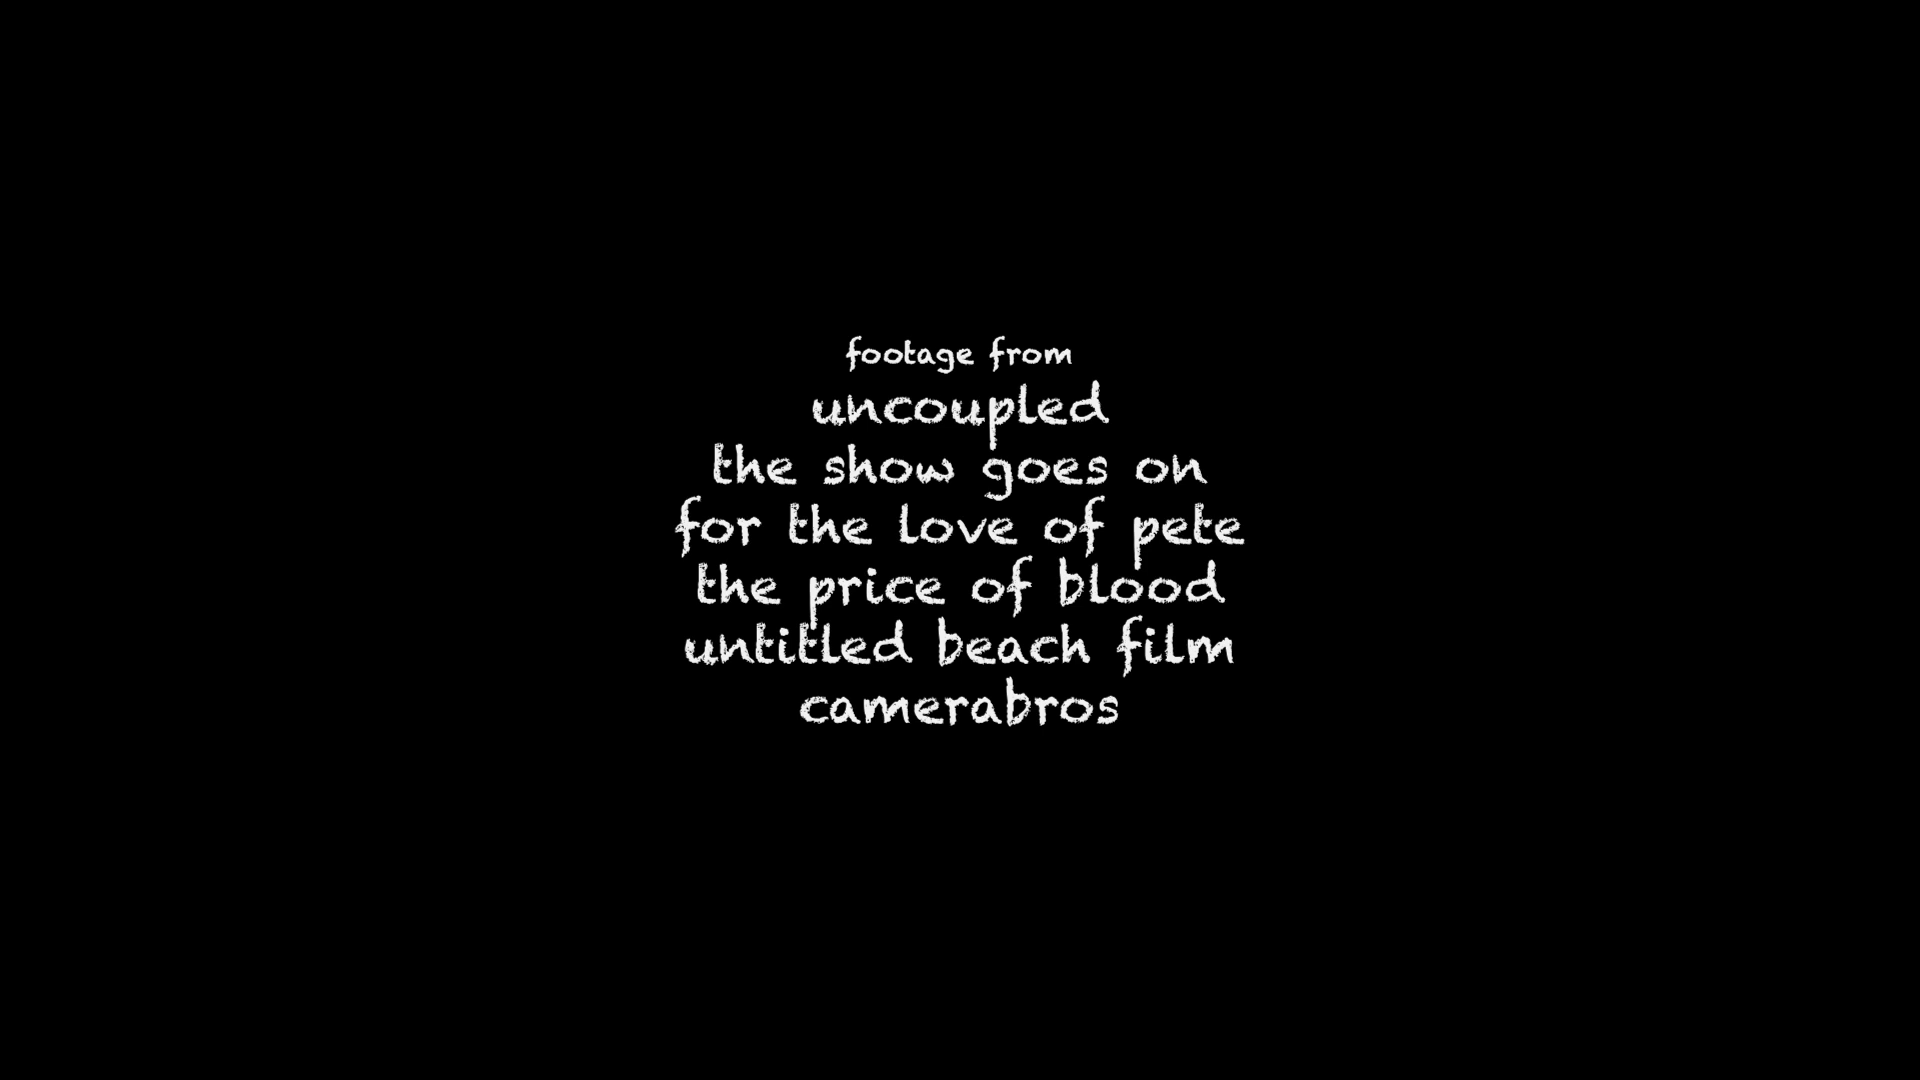 footage from
uncoupled
the show goes on
for the love of pete
the price of blood
untitled beach film
camerabros